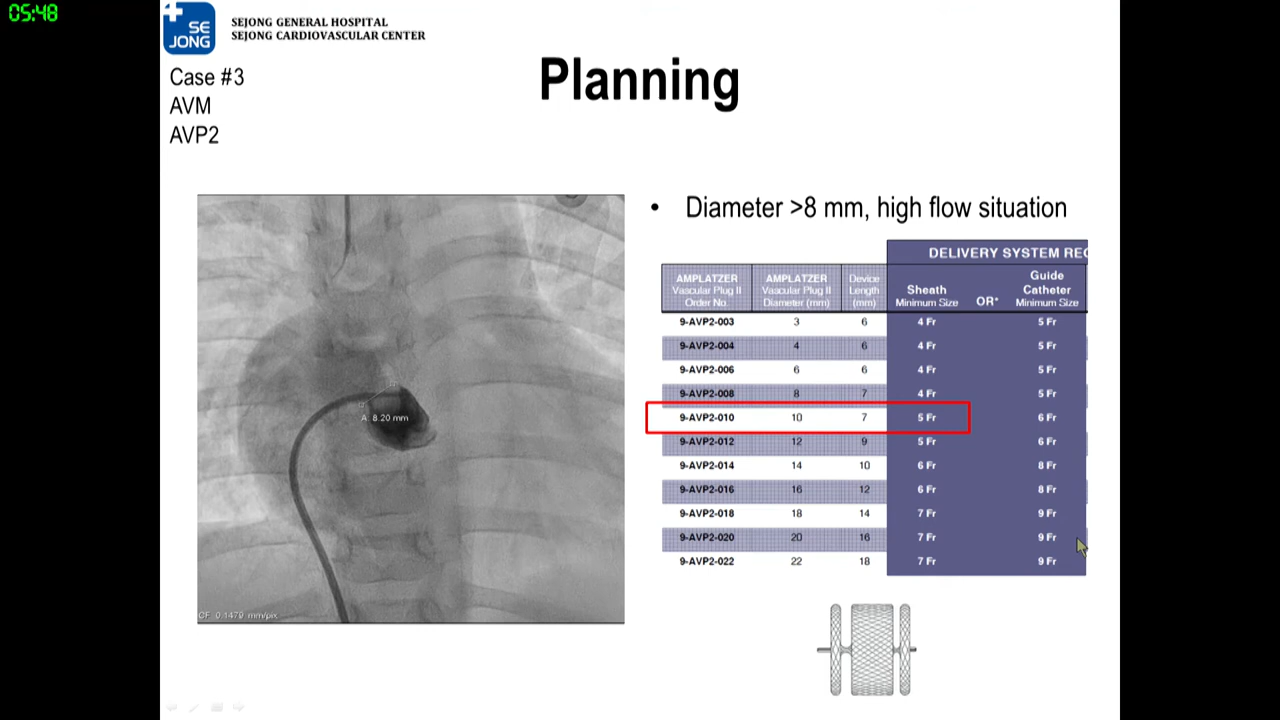 05:48
SE
JONG
SEJONG GENERAL HOSPITAL
SEJONG CARDIOVASCULAR CENTER
Case #3
AVM
AVP2
Planning
A: 8.20 mm
CF 0.1479 mm/pix
• Diameter >8 mm, high flow situation
DELIVERY SYSTEM REC
AMPLATZER Vascular Plug II Order No.
AMPLATZER Vascular Plug II Diameter (mm)
Device Length (mm)
Sheath Minimum Size
OR*
Guide Catheter Minimum Size
9-AVP2-003 3 6 4 Fr 5 Fr
9-AVP2-004 4 6 4 Fr 5 Fr
9-AVP2-006 6 6 4 Fr 5 Fr
9-AVP2-008 8 7 4 Fr 5 Fr
9-AVP2-010 10 7 5 Fr 6 Fr
9-AVP2-012 12 9 5 Fr 6 Fr
9-AVP2-014 14 10 6 Fr 8 Fr
9-AVP2-016 16 12 6 Fr 8 Fr
9-AVP2-018 18 14 7 Fr 9 Fr
9-AVP2-020 20 16 7 Fr 9 Fr
9-AVP2-022 22 18 7 Fr 9 Fr